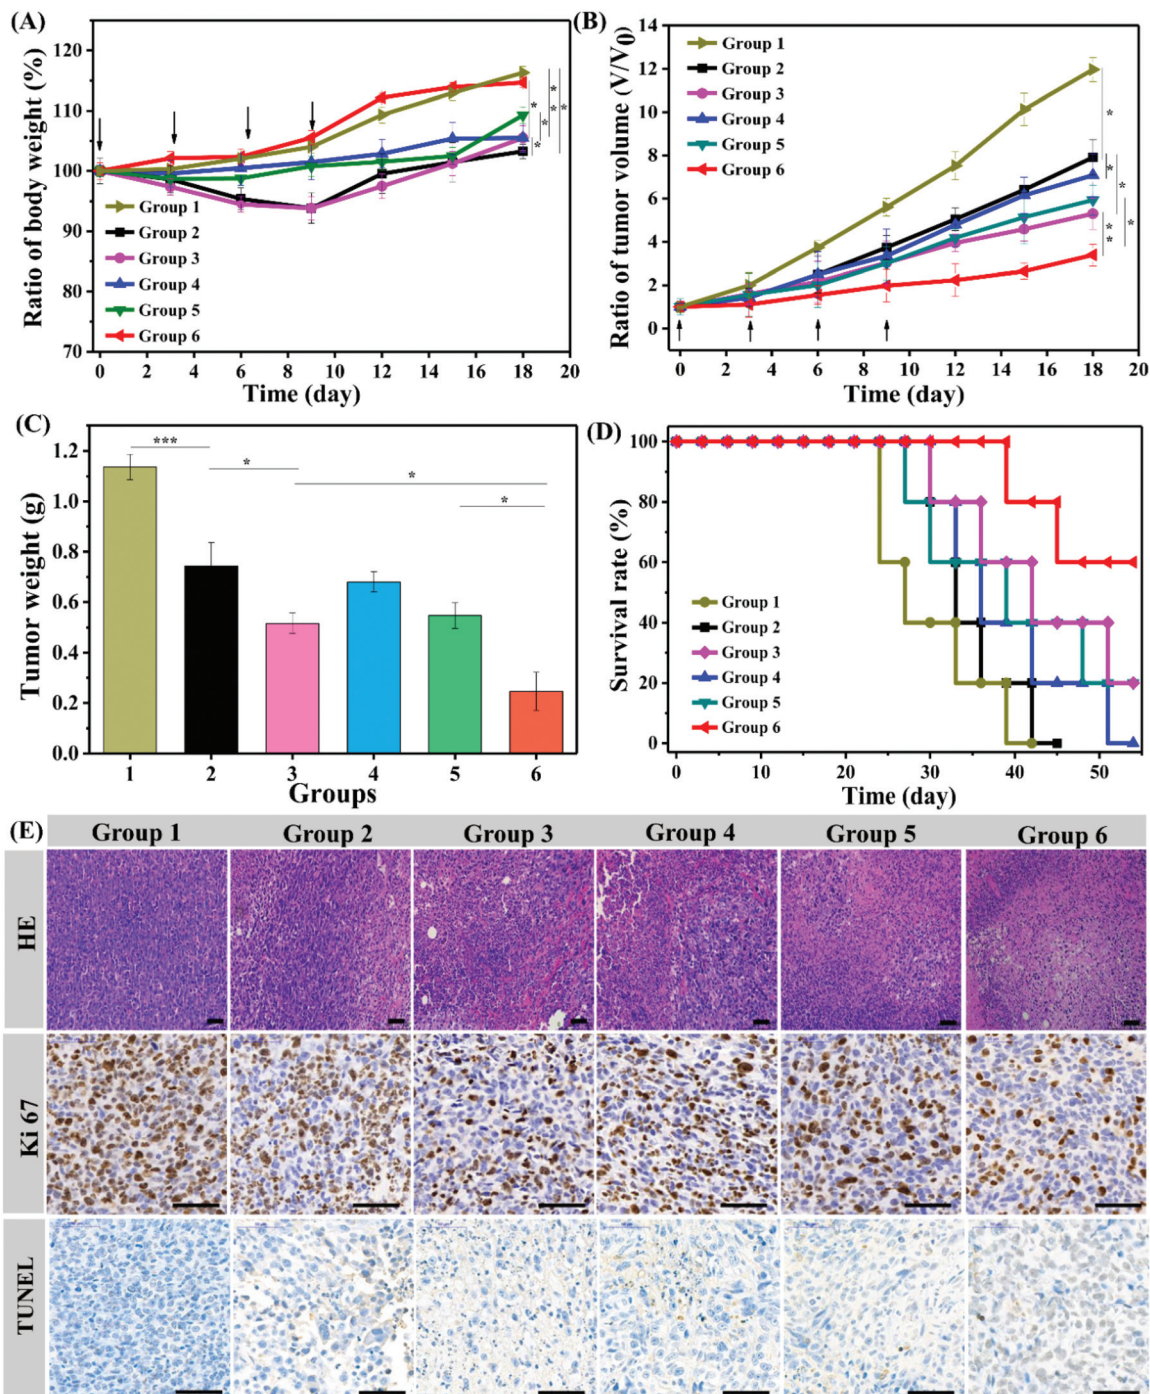 (A)
120
110
100
90
80
70
Ratio of body weight (%)
Group 1
Group 2
Group 3
Group 4
Group 5
Group 6
*
*
*
*
*
*
0 2 4 6 8 10 12 14 16 18 20
Time (day)
(B)
14
12
10
8
6
4
2
0
Ratio of tumor volume (V/V0)
Group 1
Group 2
Group 3
Group 4
Group 5
Group 6
*
*
*
*
*
*
0 2 4 6 8 10 12 14 16 18 20
Time (day)
(C)
1.2
1.0
0.8
0.6
0.4
0.2
0.0
Tumor weight (g)
***
*
*
*
1 2 3 4 5 6
Groups
(D)
100
80
60
40
20
0
Survival rate (%)
Group 1
Group 2
Group 3
Group 4
Group 5
Group 6
0 10 20 30 40 50
Time (day)
(E)
Group 1 Group 2 Group 3 Group 4 Group 5 Group 6
HE
Ki 67
TUNEL